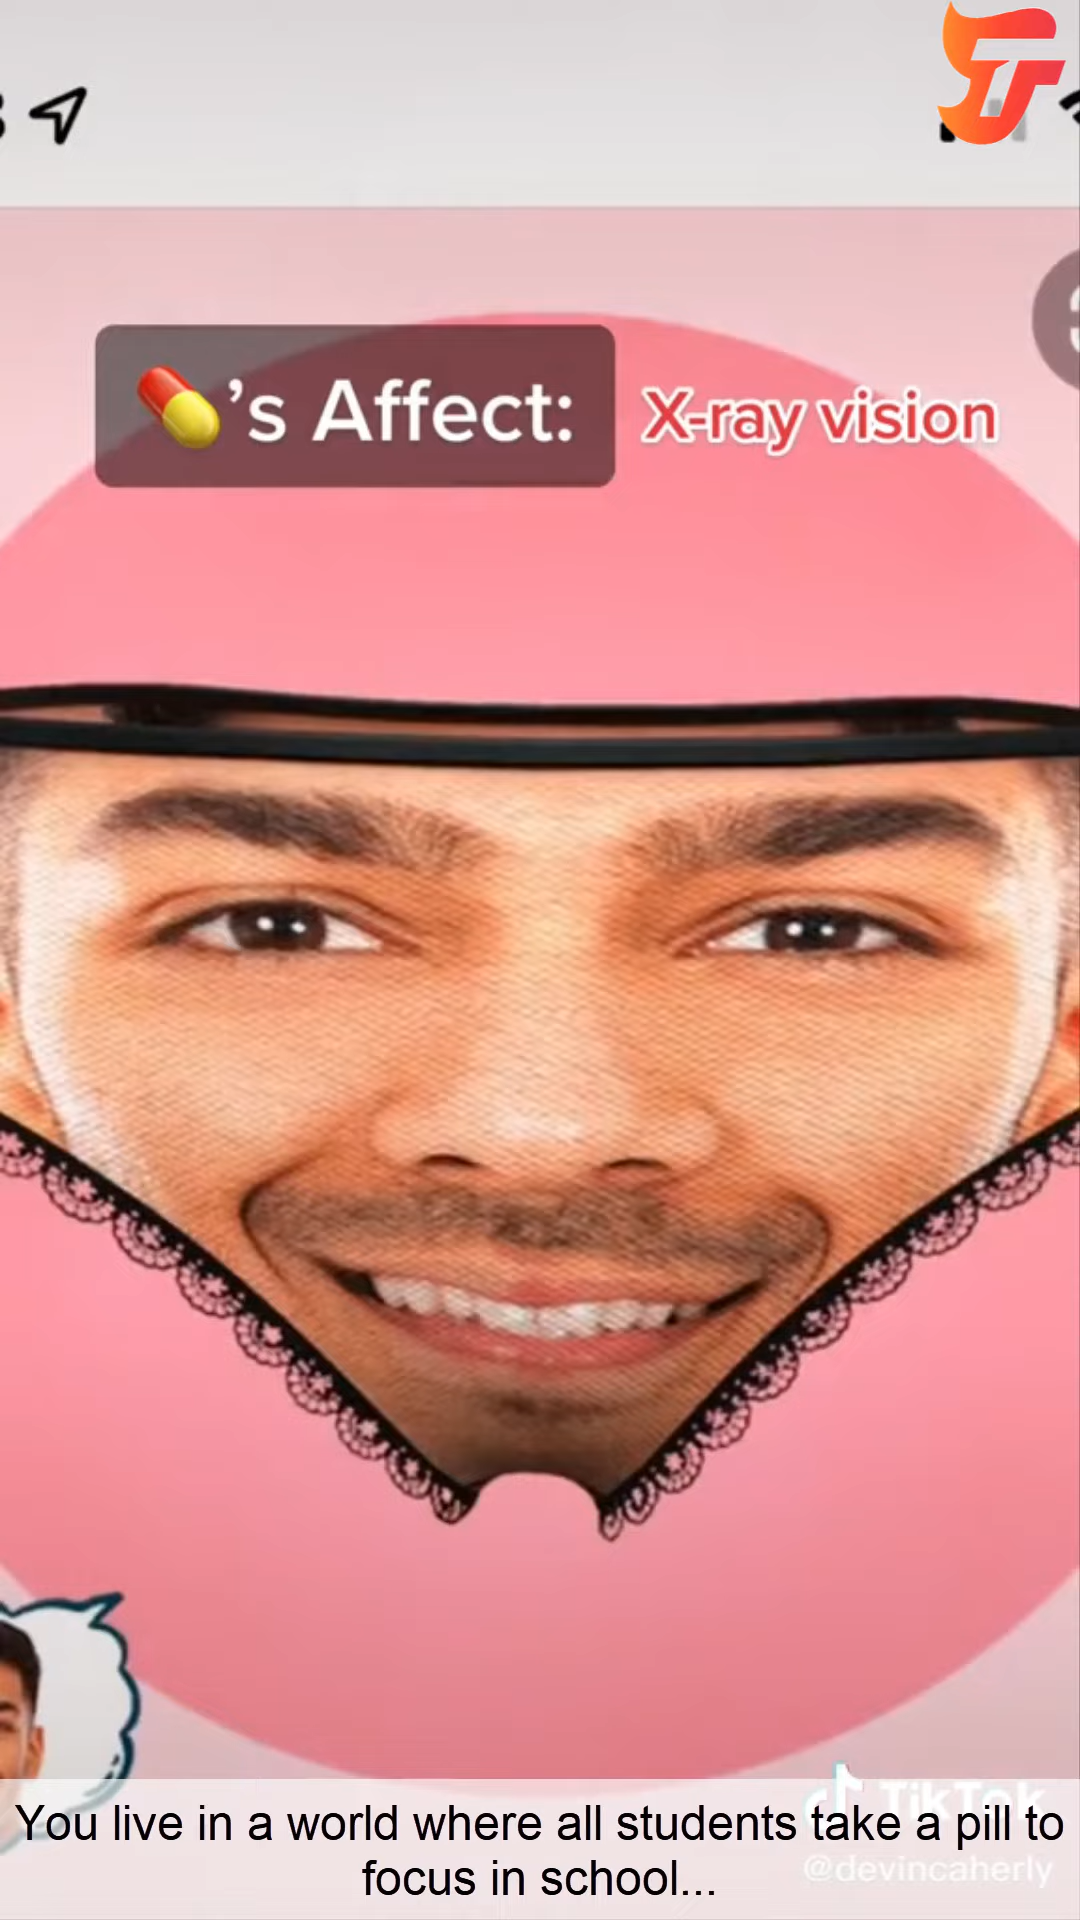 💊's Affect: X-ray vision
TikTok
You live in a world where all students take a pill to
focus in school...
@devincaherly